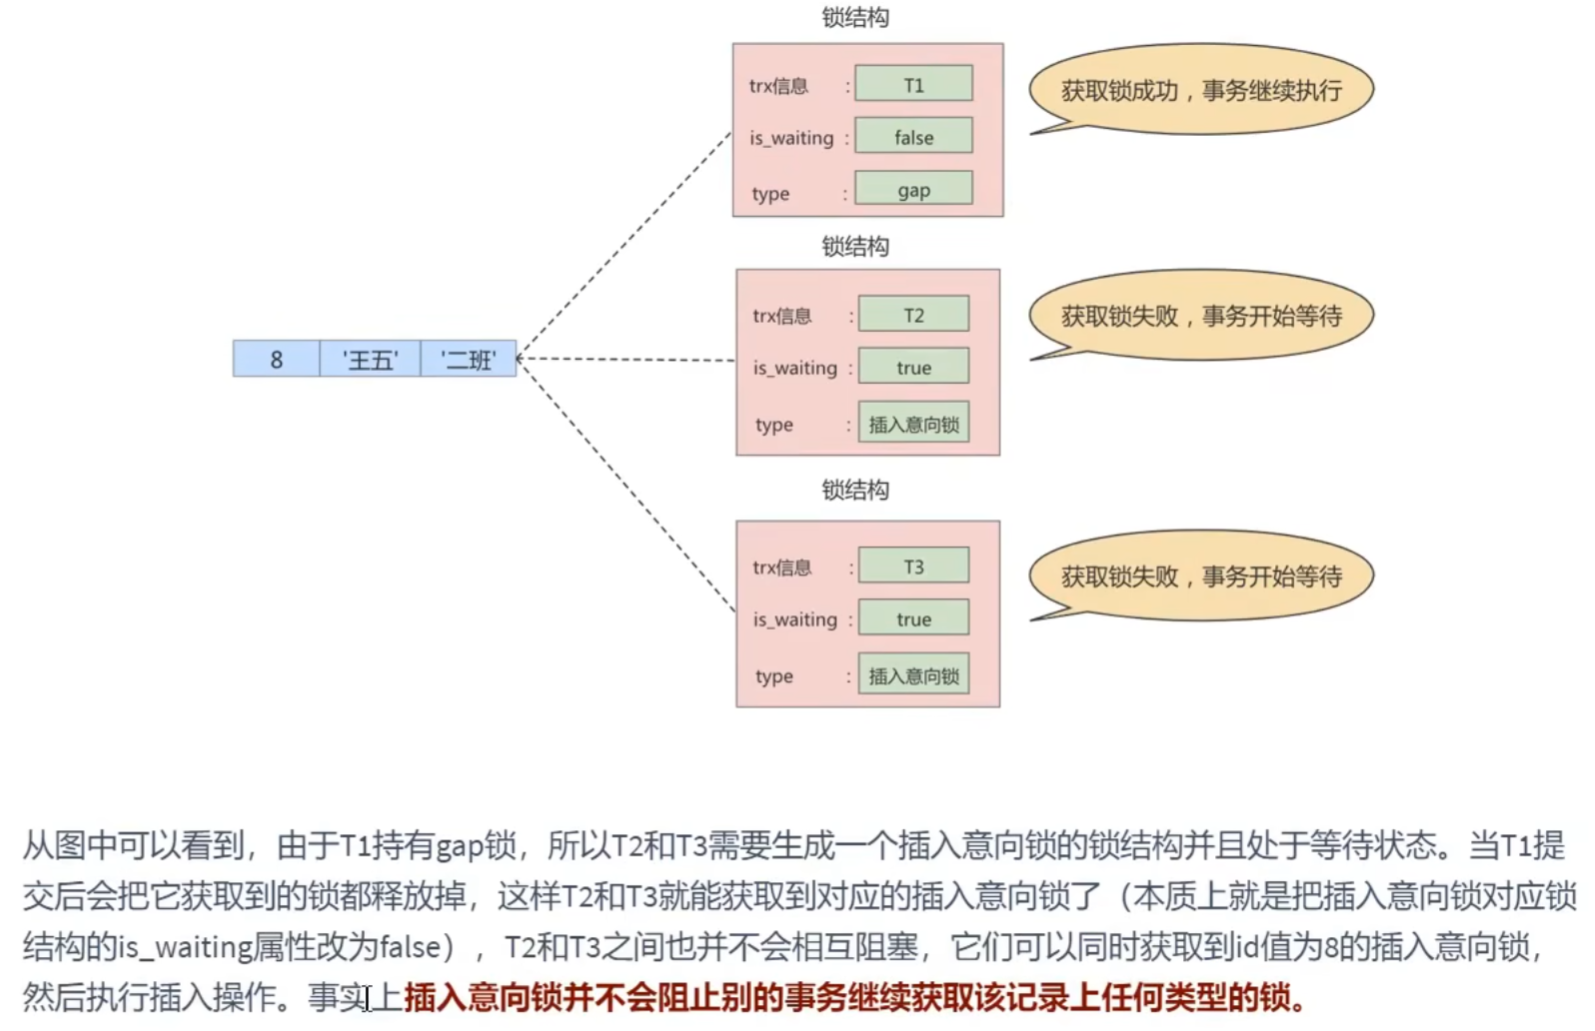 锁结构
trx信息 : T1
获取锁成功，事务继续执行
is_waiting : false
type : gap
锁结构
trx信息 : T2
获取锁失败，事务开始等待
is_waiting : true
type : 插入意向锁
8 '王五' '二班'
锁结构
trx信息 : T3
获取锁失败，事务开始等待
is_waiting : true
type : 插入意向锁
从图中可以看到，由于T1持有gap锁，所以T2和T3需要生成一个插入意向锁的锁结构并且处于等待状态。当T1提
交后会把它获取到的锁都释放掉，这样T2和T3就能获取到对应的插入意向锁了（本质上就是把插入意向锁对应锁
结构的is_waiting属性改为false），T2和T3之间也并不会相互阻塞，它们可以同时获取到id值为8的插入意向锁，
然后执行插入操作。事实上插入意向锁并不会阻止别的事务继续获取该记录上任何类型的锁。